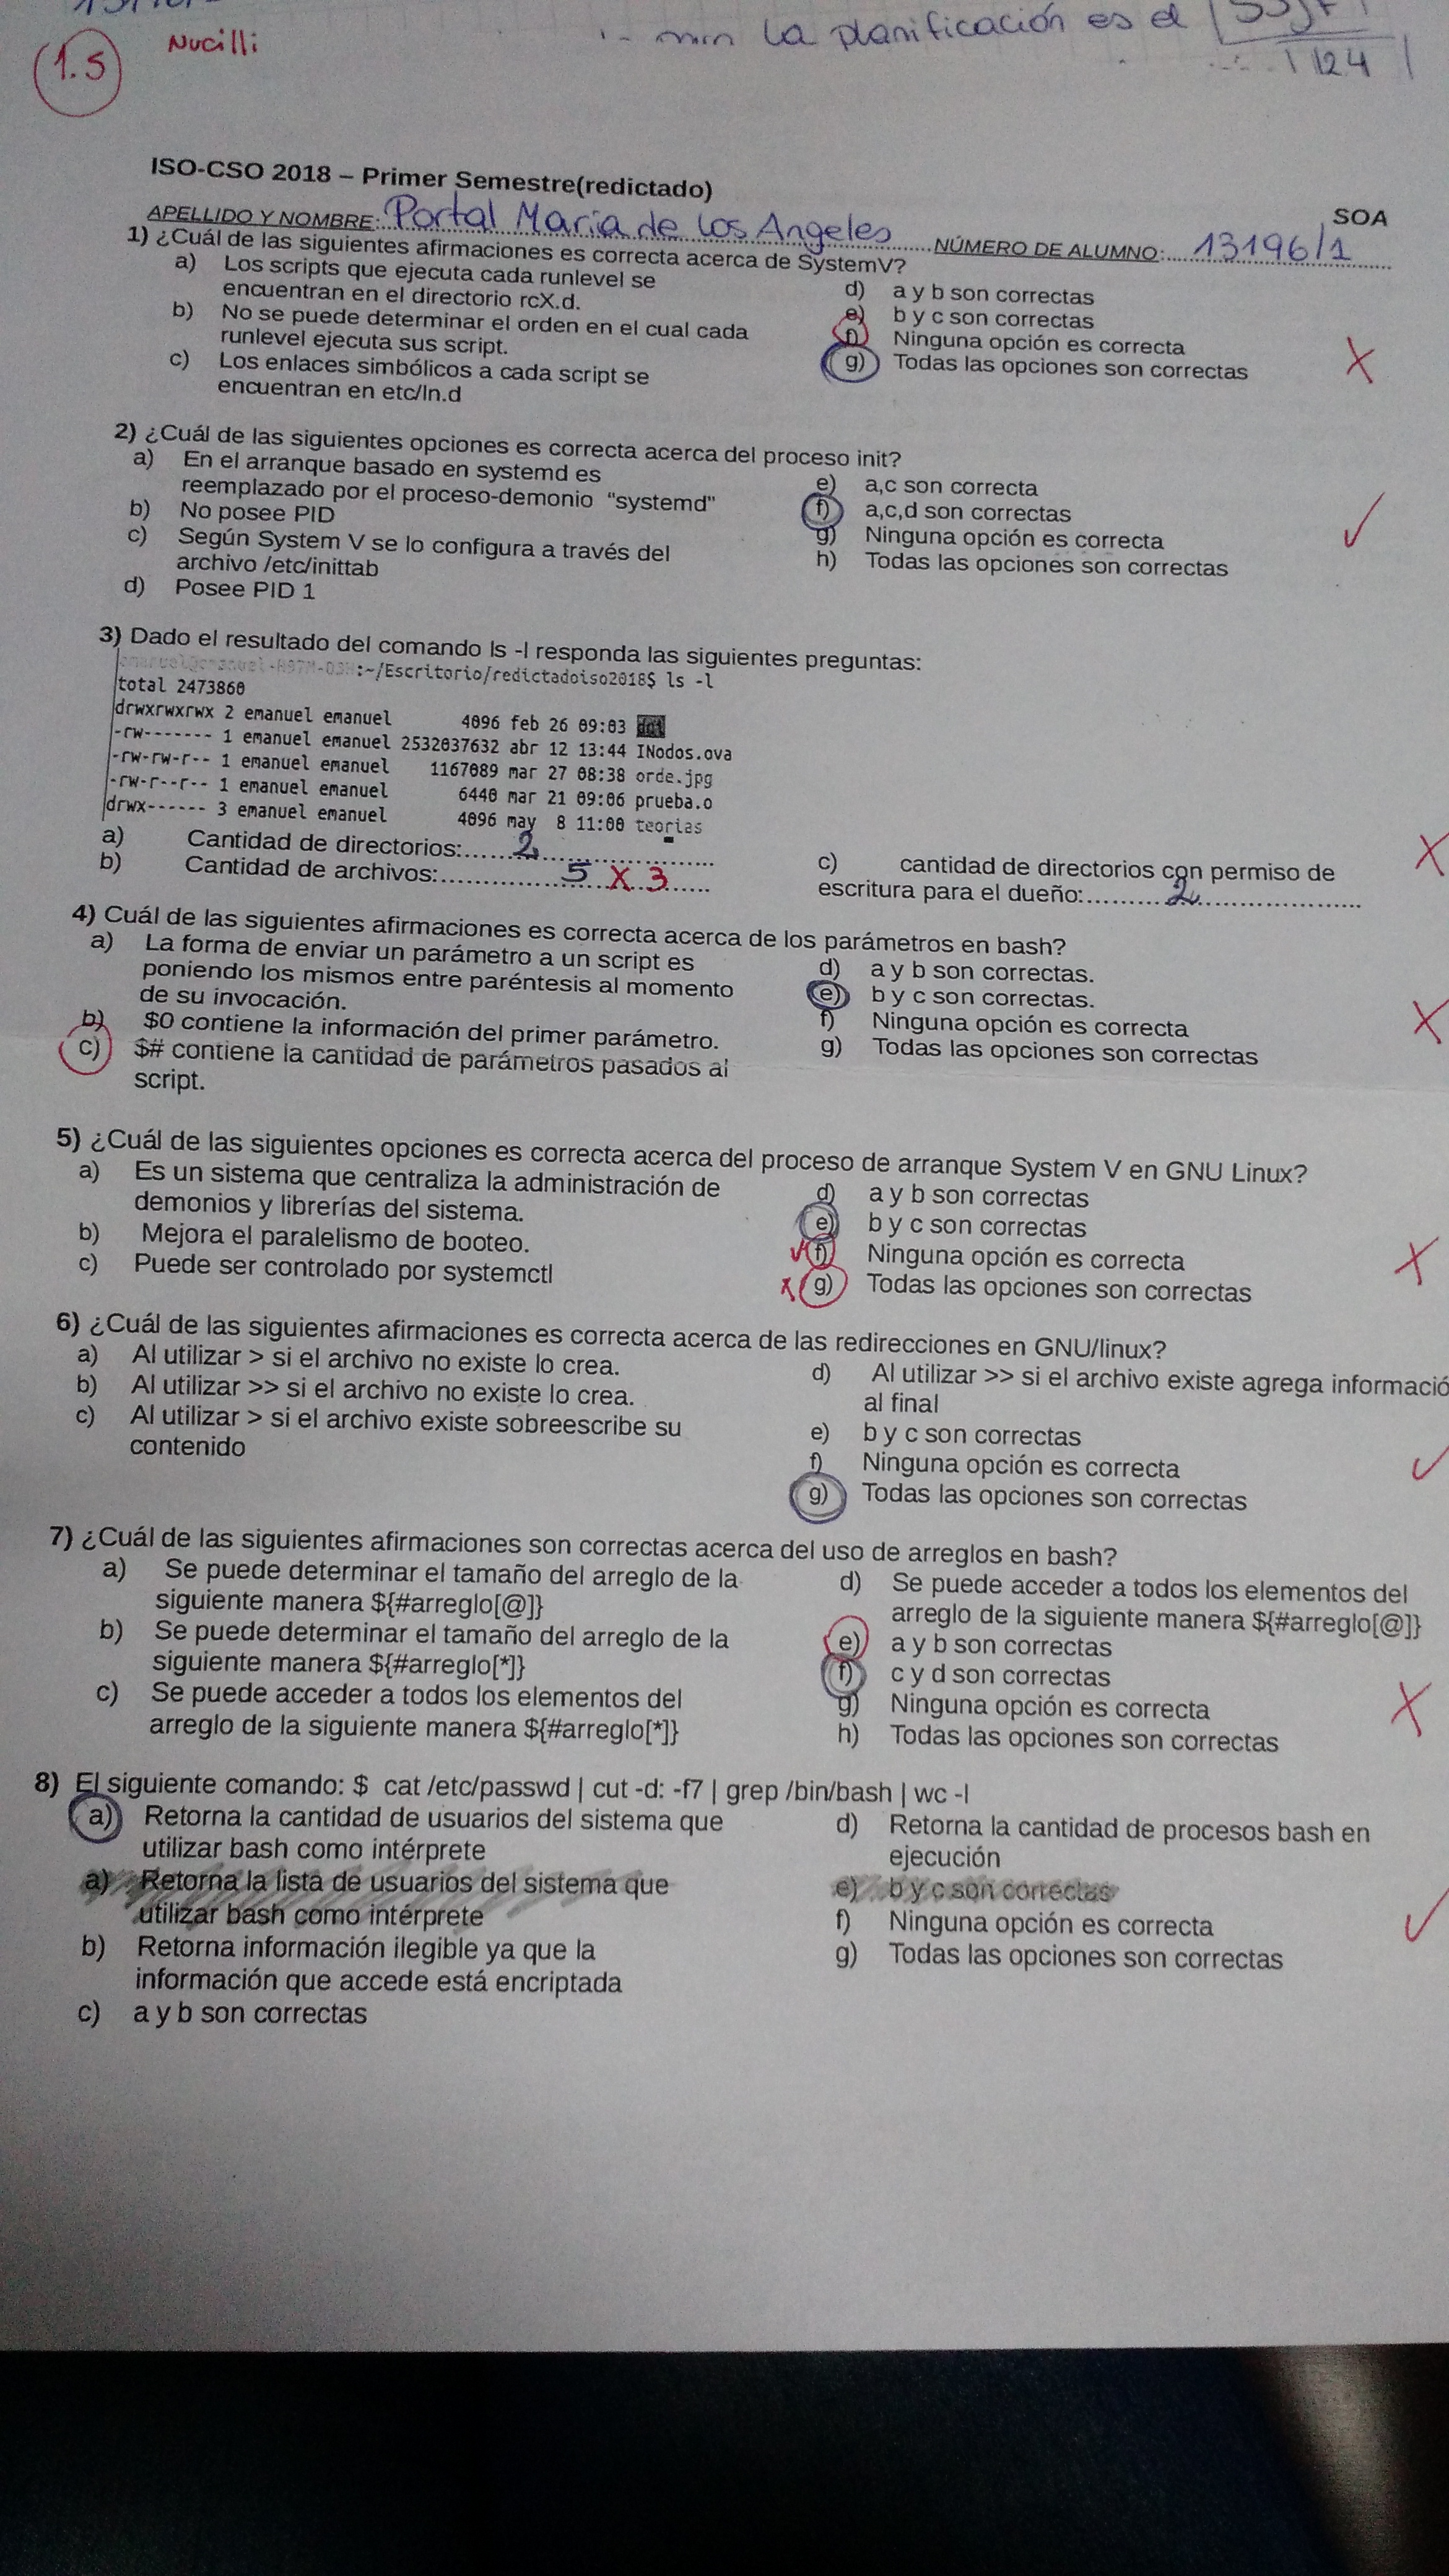 Nucilli
1.5
la planificación es el
124
ISO-CSO 2018 – Primer Semestre(redictado)
SOA
APELLIDO Y NOMBRE: Portal Maria de Los Angeles NÚMERO DE ALUMNO: 13196/1
1) ¿Cuál de las siguientes afirmaciones es correcta acerca de SystemV?
a) Los scripts que ejecuta cada runlevel se
encuentran en el directorio rcX.d.
b) No se puede determinar el orden en el cual cada
runlevel ejecuta sus script.
c) Los enlaces simbólicos a cada script se
encuentran en etc/ln.d
d) a y b son correctas
e) b y c son correctas
f) Ninguna opción es correcta
g) Todas las opciones son correctas
2) ¿Cuál de las siguientes opciones es correcta acerca del proceso init?
a) En el arranque basado en systemd es
reemplazado por el proceso-demonio “systemd”
b) No posee PID
c) Según System V se lo configura a través del
archivo /etc/inittab
d) Posee PID 1
e) a,c son correcta
f) a,c,d son correctas
g) Ninguna opción es correcta
h) Todas las opciones son correctas
3) Dado el resultado del comando ls -l responda las siguientes preguntas:
:~/Escritorio/redictadoiso2018$ ls -l
total 2473860
drwxrwxrwx 2 emanuel emanuel 4096 feb 26 09:03
-rw------- 1 emanuel emanuel 2532037632 abr 12 13:44 INodos.ova
-rw-rw-r-- 1 emanuel emanuel 1167089 mar 27 08:38 orde.jpg
-rw-r--r-- 1 emanuel emanuel 6440 mar 21 09:06 prueba.o
drwx------ 3 emanuel emanuel 4096 may 8 11:00 teorias
a) Cantidad de directorios: 2
b) Cantidad de archivos: 5 X 3
c) cantidad de directorios con permiso de
escritura para el dueño: 2
4) Cuál de las siguientes afirmaciones es correcta acerca de los parámetros en bash?
a) La forma de enviar un parámetro a un script es
poniendo los mismos entre paréntesis al momento
de su invocación.
b) $0 contiene la información del primer parámetro.
c) $# contiene la cantidad de parámetros pasados al
script.
d) a y b son correctas.
e) b y c son correctas.
f) Ninguna opción es correcta
g) Todas las opciones son correctas
5) ¿Cuál de las siguientes opciones es correcta acerca del proceso de arranque System V en GNU Linux?
a) Es un sistema que centraliza la administración de
demonios y librerías del sistema.
b) Mejora el paralelismo de booteo.
c) Puede ser controlado por systemctl
d) a y b son correctas
e) b y c son correctas
f) Ninguna opción es correcta
g) Todas las opciones son correctas
6) ¿Cuál de las siguientes afirmaciones es correcta acerca de las redirecciones en GNU/linux?
a) Al utilizar > si el archivo no existe lo crea.
b) Al utilizar >> si el archivo no existe lo crea.
c) Al utilizar > si el archivo existe sobreescribe su
contenido
d) Al utilizar >> si el archivo existe agrega informació
al final
e) b y c son correctas
f) Ninguna opción es correcta
g) Todas las opciones son correctas
7) ¿Cuál de las siguientes afirmaciones son correctas acerca del uso de arreglos en bash?
a) Se puede determinar el tamaño del arreglo de la
siguiente manera ${#arreglo[@]}
b) Se puede determinar el tamaño del arreglo de la
siguiente manera ${#arreglo[*]}
c) Se puede acceder a todos los elementos del
arreglo de la siguiente manera ${#arreglo[*]}
d) Se puede acceder a todos los elementos del
arreglo de la siguiente manera ${#arreglo[@]}
e) a y b son correctas
f) c y d son correctas
g) Ninguna opción es correcta
h) Todas las opciones son correctas
8) El siguiente comando: $ cat /etc/passwd | cut -d: -f7 | grep /bin/bash | wc -l
a) Retorna la cantidad de usuarios del sistema que
utilizar bash como intérprete
a) Retorna la lista de usuarios del sistema que
utilizar bash como intérprete
b) Retorna información ilegible ya que la
información que accede está encriptada
c) a y b son correctas
d) Retorna la cantidad de procesos bash en
ejecución
e) b y c son correctas
f) Ninguna opción es correcta
g) Todas las opciones son correctas